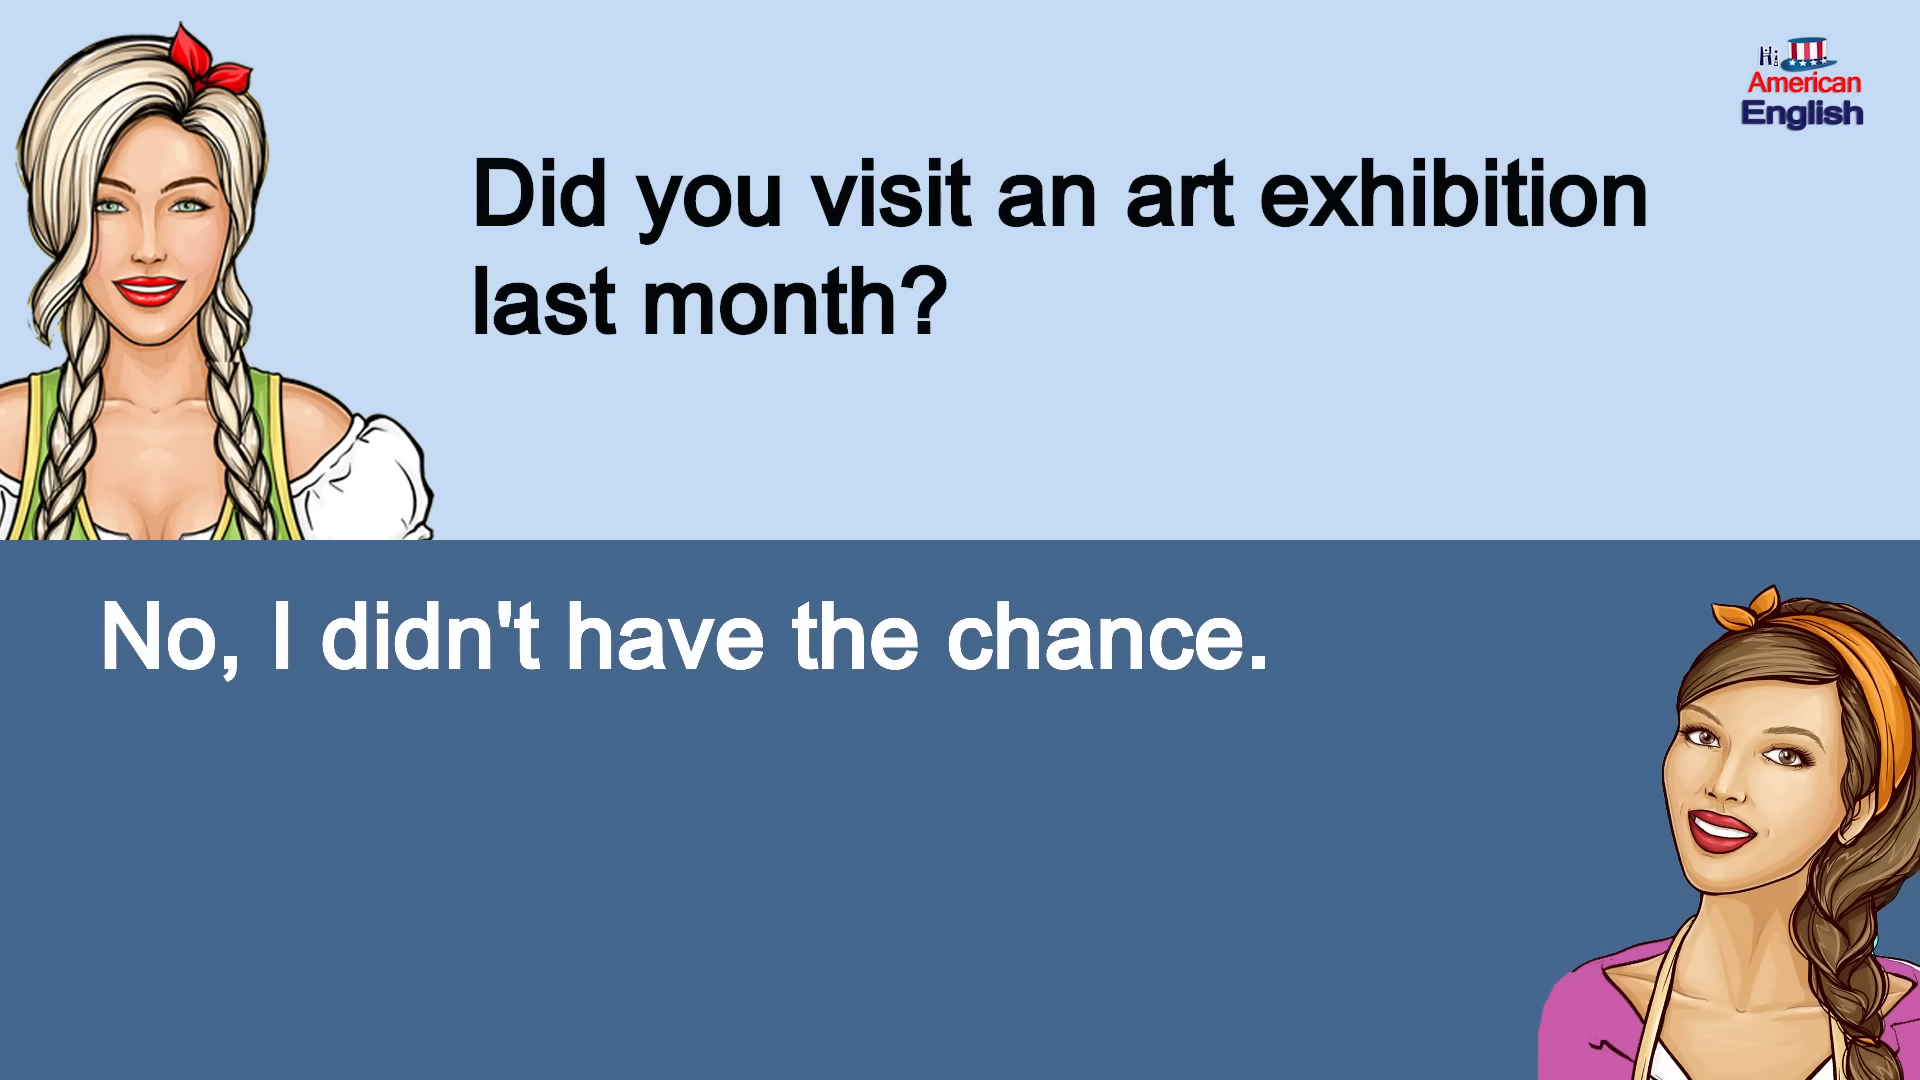 Hi
American
English
Did you visit an art exhibition
last month?
No, I didn't have the chance.